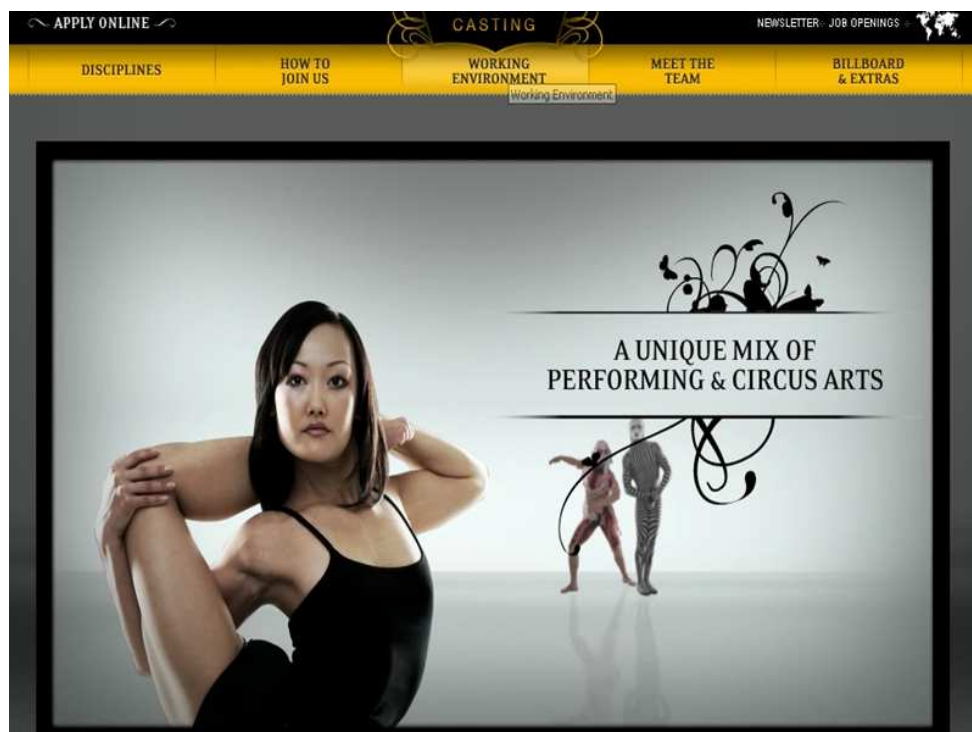 APPLY ONLINE
CASTING
NEWSLETTER JOB OPENINGS
DISCIPLINES
HOW TO
JOIN US
WORKING
ENVIRONMENT
MEET THE
TEAM
BILLBOARD
& EXTRAS
Working Environment
A UNIQUE MIX OF
PERFORMING & CIRCUS ARTS